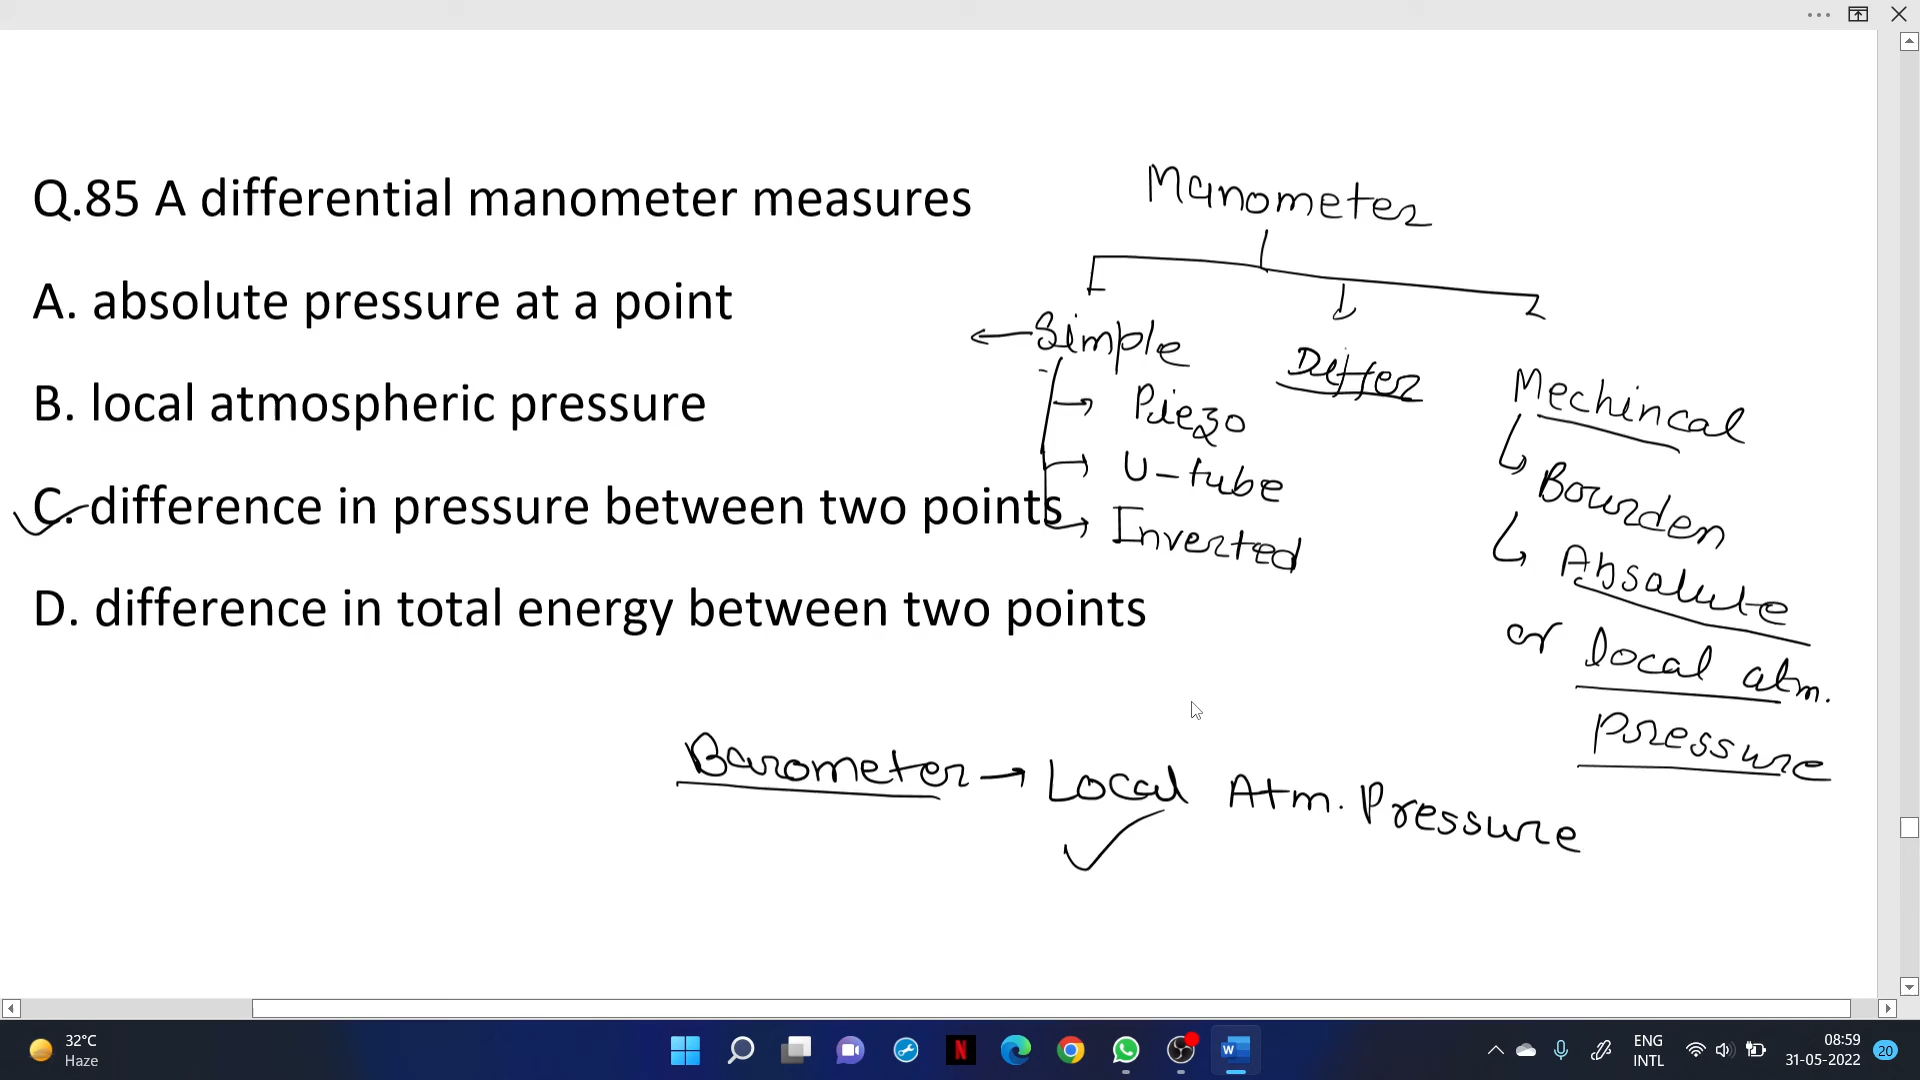 Q.85 A differential manometer measures
A. absolute pressure at a point
B. local atmospheric pressure
C. difference in pressure between two points
D. difference in total energy between two points
Manometer
Simple
Piezo
U-tube
Inverted
Differ
Mechincal
Bourden
Absalute
or local atm.
pressure
Barometer → Local Atm. Pressure
32°C
Haze
ENG
INTL
08:59
31-05-2022
20